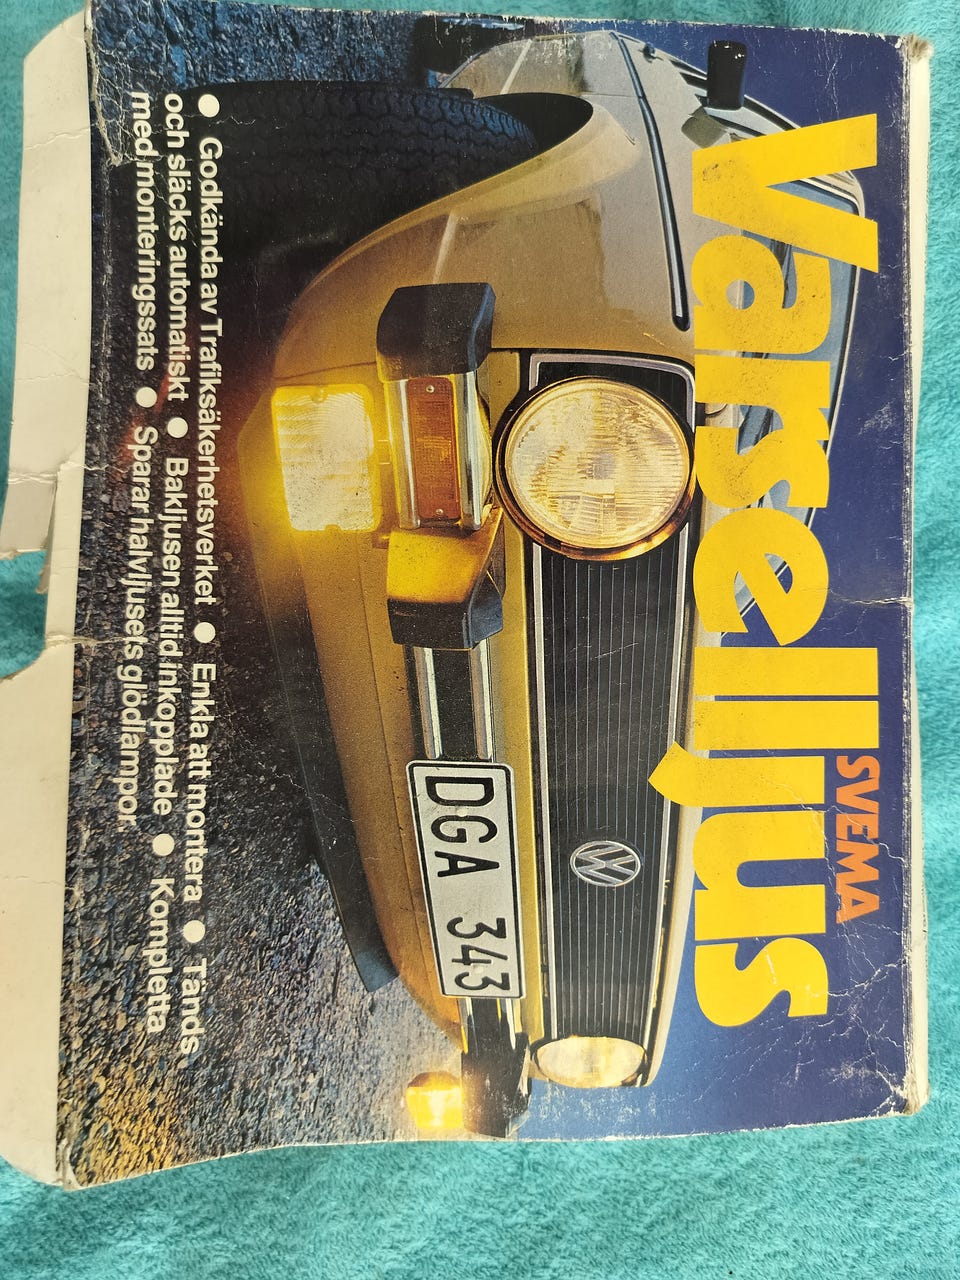 SVEMA
Varselljus
DGA 343
● Godkända av Trafiksäkerhetsverket ● Enkla att montera ● Tänds
och släcks automatiskt ● Bakljusen alltid inkopplade ● Kompletta
med monteringssats ● Sparar halvljusets glödlampor.